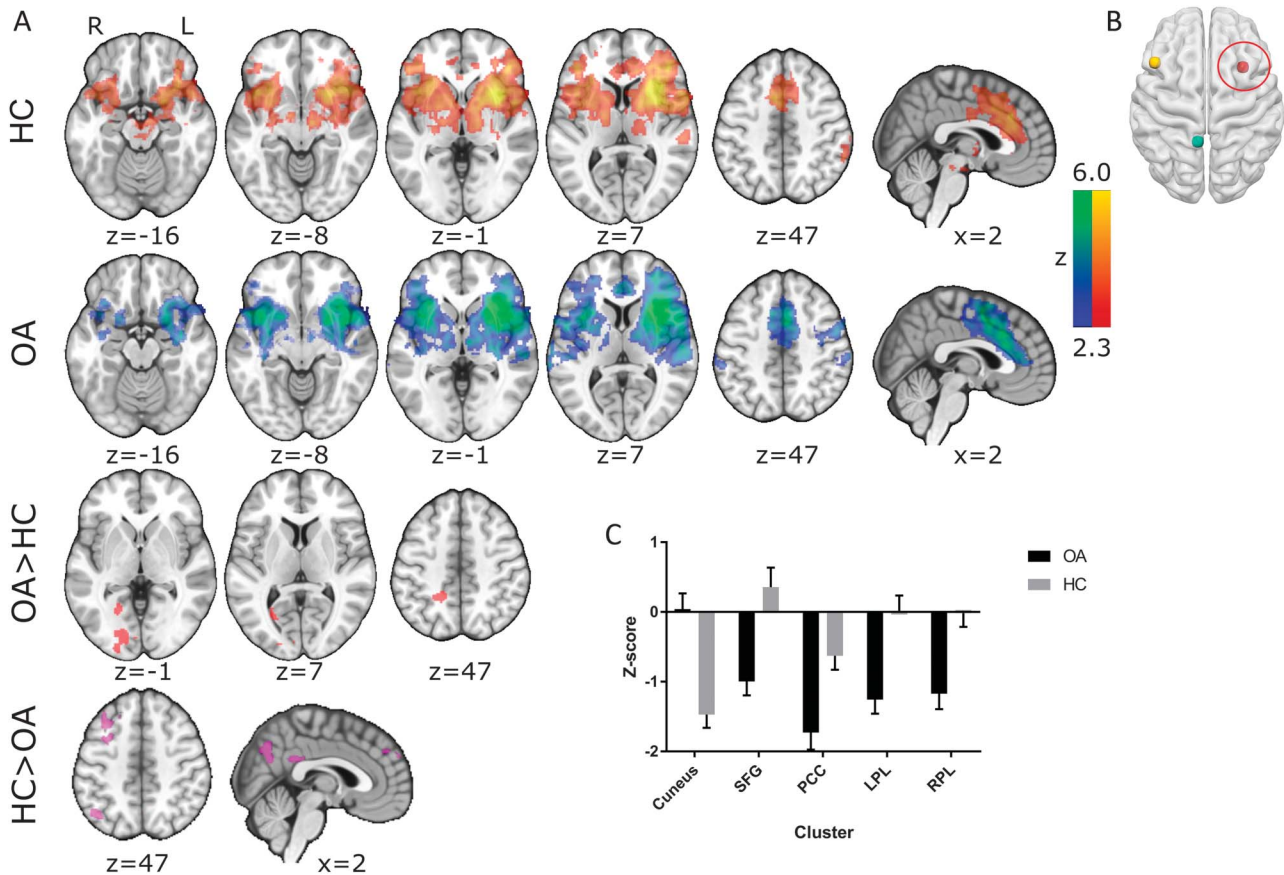 A
R L
HC
z=-16 z=-8 z=-1 z=7 z=47 x=2
OA
z=-16 z=-8 z=-1 z=7 z=47 x=2
OA>HC
z=-1 z=7 z=47
HC>OA
z=47 x=2
B
6.0
z
2.3
C
OA
HC
Z-score
1
0
-1
-2
Cuneus SFG PCC LPL RPL
Cluster